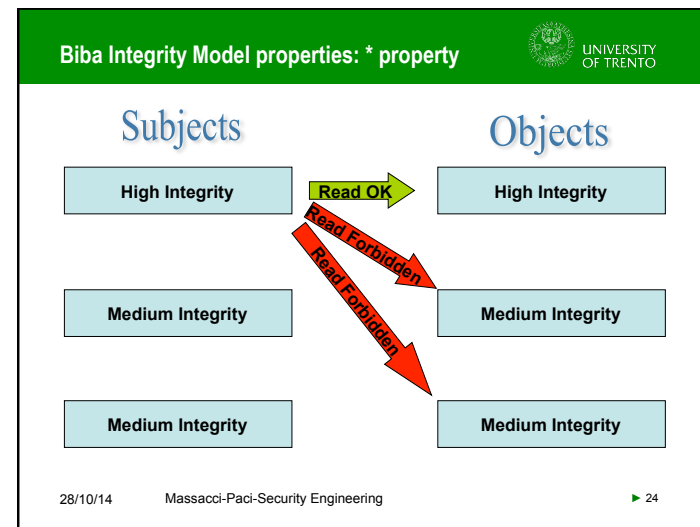 Biba Integrity Model properties: * property
UNIVERSITY
OF TRENTO
Subjects
Objects
High Integrity
Read OK
High Integrity
Read Forbidden
Read Forbidden
Medium Integrity
Medium Integrity
Medium Integrity
Medium Integrity
28/10/14
Massacci-Paci-Security Engineering
► 24